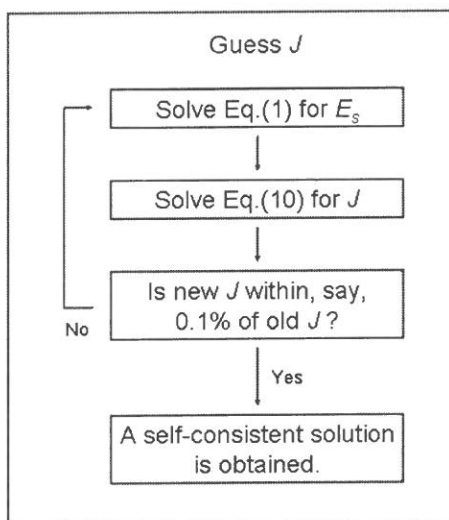 Guess J
Solve Eq.(1) for Eₛ
Solve Eq.(10) for J
Is new J within, say,
0.1% of old J ?
No
Yes
A self-consistent solution
is obtained.